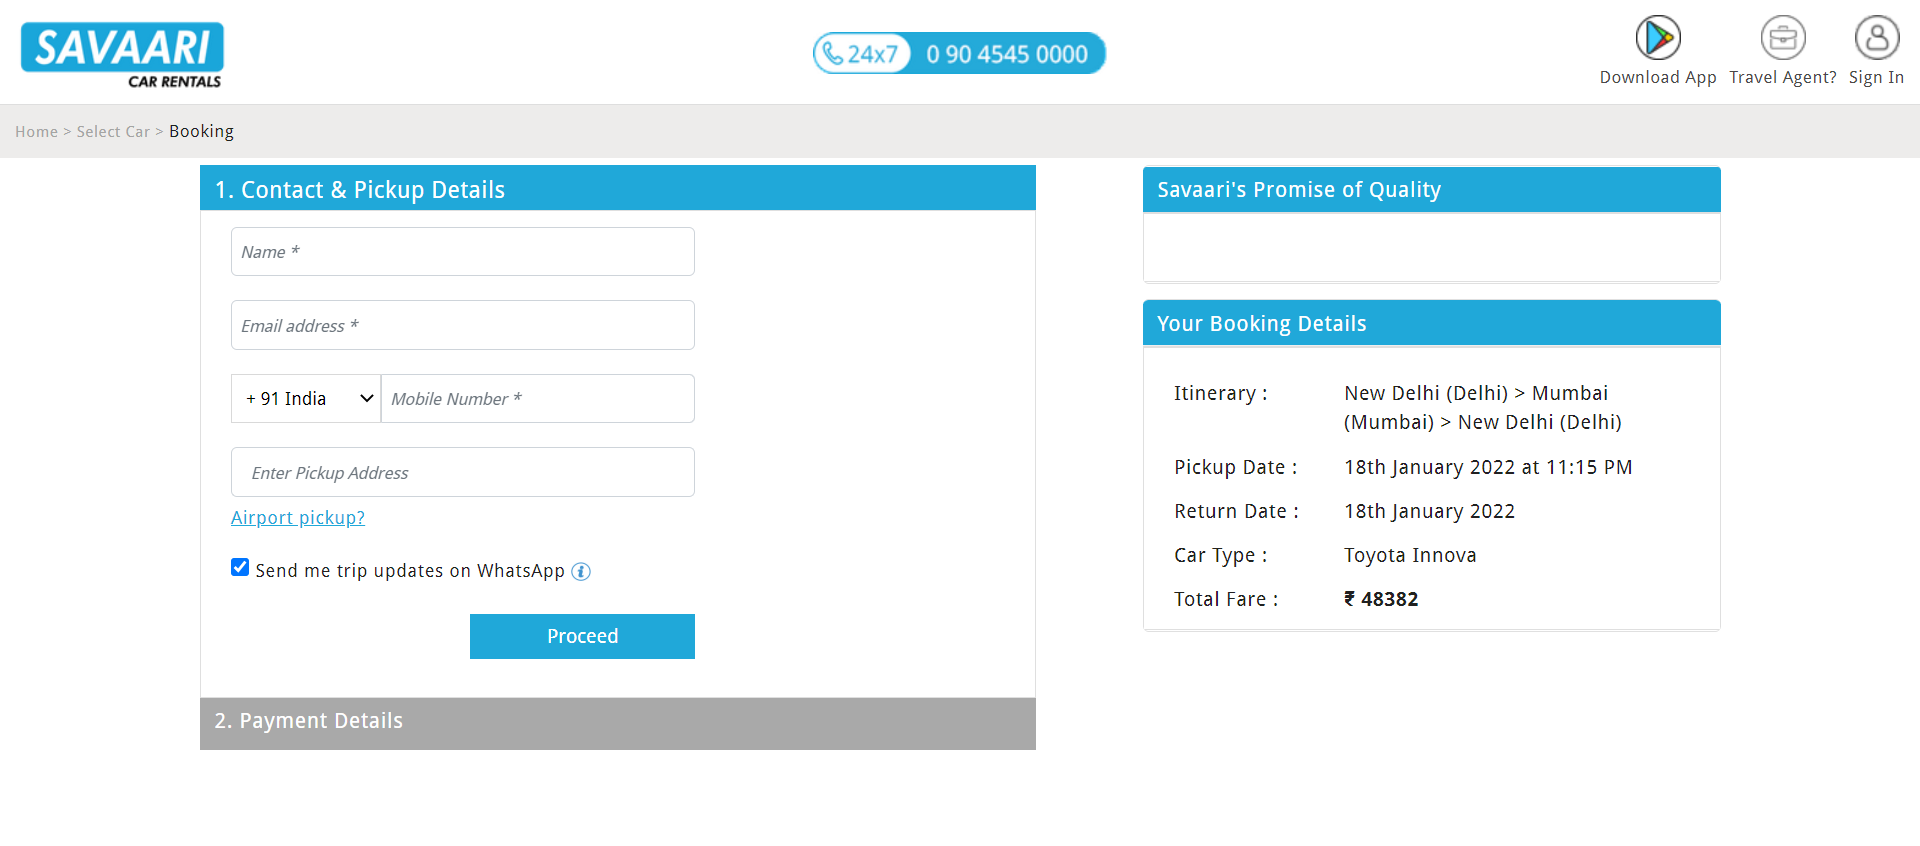 SAVAARI
CAR RENTALS
24x7 0 90 4545 0000
Download App
Travel Agent?
Sign In
Home > Select Car > Booking
1. Contact & Pickup Details
Name *
Email address *
+ 91 India
Mobile Number *
Enter Pickup Address
Airport pickup?
Send me trip updates on WhatsApp i
Proceed
2. Payment Details
Savaari's Promise of Quality
Your Booking Details
Itinerary : New Delhi (Delhi) > Mumbai
(Mumbai) > New Delhi (Delhi)
Pickup Date : 18th January 2022 at 11:15 PM
Return Date : 18th January 2022
Car Type : Toyota Innova
Total Fare : ₹ 48382